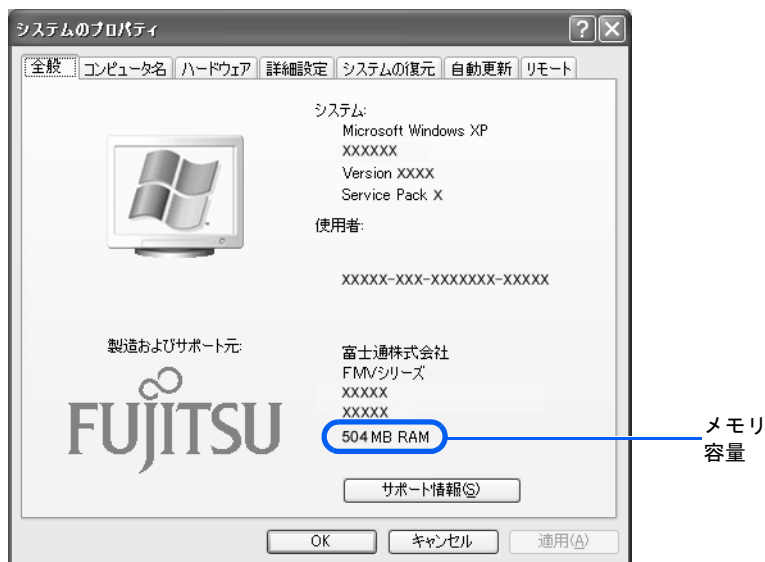 システムのプロパティ
全般 コンピュータ名 ハードウェア 詳細設定 システムの復元 自動更新 リモート
システム:
Microsoft Windows XP
XXXXXX
Version XXXX
Service Pack X
使用者:
XXXXX-XXX-XXXXXXX-XXXXX
製造およびサポート元:
FUJITSU
富士通株式会社
FMVシリーズ
XXXXX
XXXXX
504 MB RAM
メモリ
容量
サポート情報(S)
OK キャンセル 適用(A)